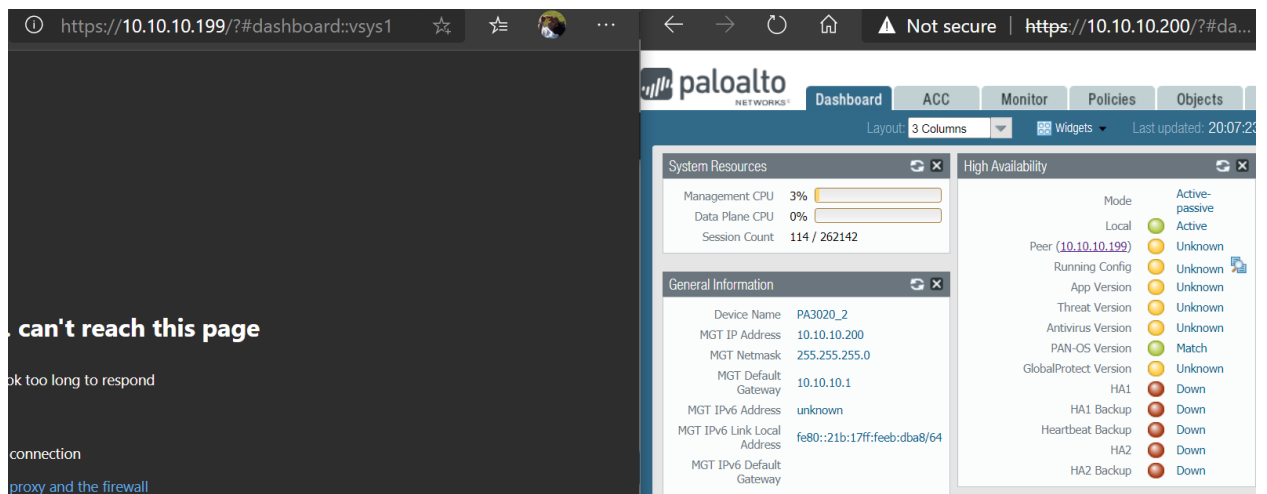 https://10.10.10.199/?#dashboard::vsys1
can't reach this page
ok too long to respond
connection
proxy and the firewall
Not secure | https://10.10.10.200/?#da...
paloalto
NETWORKS®
Dashboard ACC Monitor Policies Objects
Layout: 3 Columns Widgets Last updated: 20:07:23
System Resources
Management CPU 3%
Data Plane CPU 0%
Session Count 114 / 262142
General Information
Device Name PA3020_2
MGT IP Address 10.10.10.200
MGT Netmask 255.255.255.0
MGT Default
Gateway 10.10.10.1
MGT IPv6 Address unknown
MGT IPv6 Link Local
Address fe80::21b:17ff:feeb:dba8/64
MGT IPv6 Default
Gateway
High Availability
Mode Active-
passive
Local Active
Peer (10.10.10.199) Unknown
Running Config Unknown
App Version Unknown
Threat Version Unknown
Antivirus Version Unknown
PAN-OS Version Match
GlobalProtect Version Unknown
HA1 Down
HA1 Backup Down
Heartbeat Backup Down
HA2 Down
HA2 Backup Down